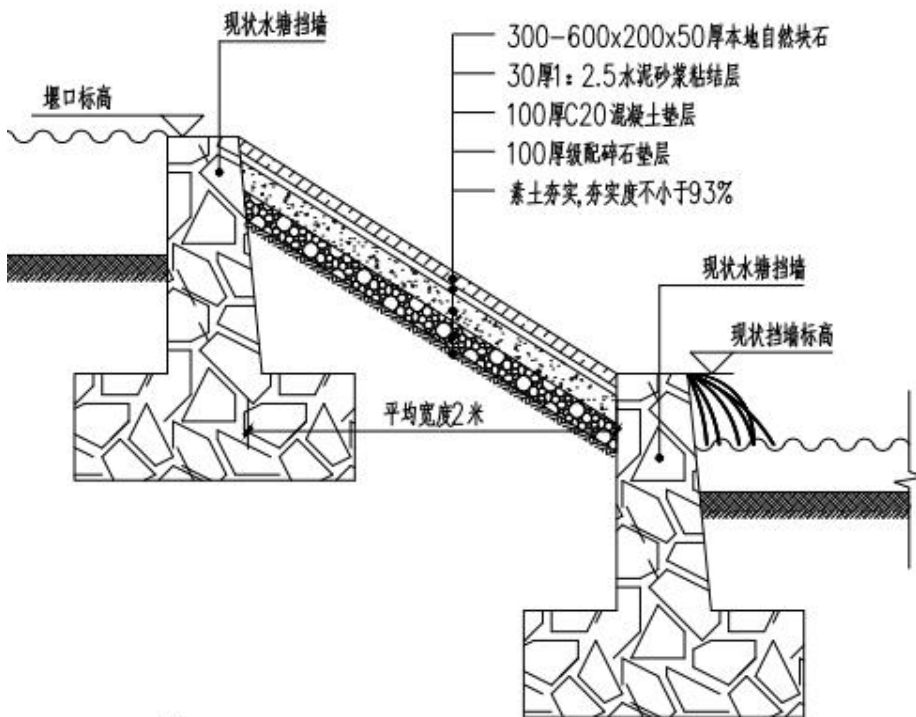 现状水塘挡墙
堰口标高
300-600x200x50厚本地自然块石
30厚1：2.5水泥砂浆粘结层
100厚C20混凝土垫层
100厚级配碎石垫层
素土夯实,夯实度不小于93%
现状水塘挡墙
现状挡墙标高
平均宽度2米